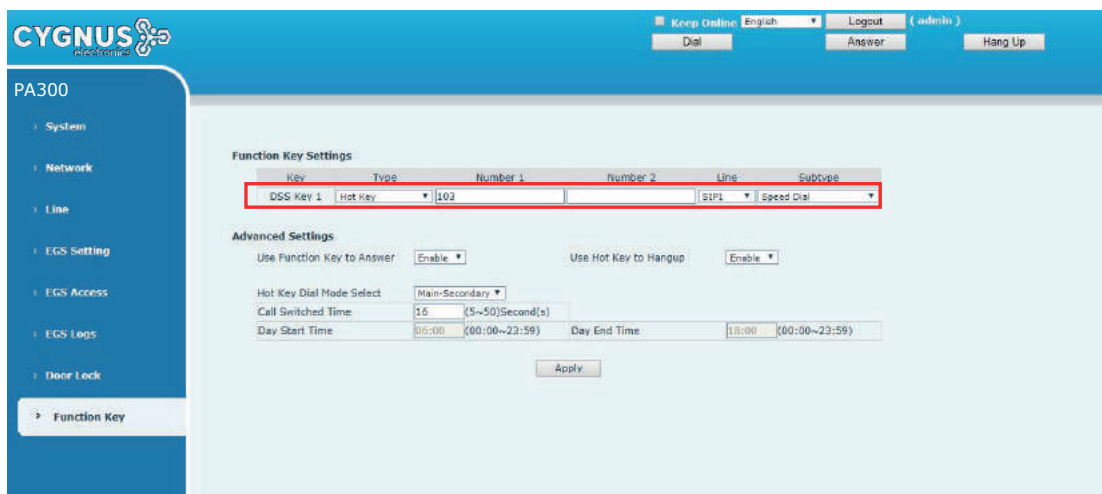 CYGNUS
electronics
Keep Online English Logout ( admin )
Dial Answer Hang Up
PA300
System
Network
Line
EGS Setting
EGS Access
EGS Logs
Door Lock
Function Key
Function Key Settings
Key Type Number 1 Number 2 Line Subtype
DSS Key 1 Hot Key 103 SIP1 Speed Dial
Advanced Settings
Use Function Key to Answer Enable Use Hot Key to Hangup Enable
Hot Key Dial Mode Select Main-Secondary
Call Switched Time 16 (5~50)Second(s)
Day Start Time 06:00 (00:00~23:59) Day End Time 18:00 (00:00~23:59)
Apply